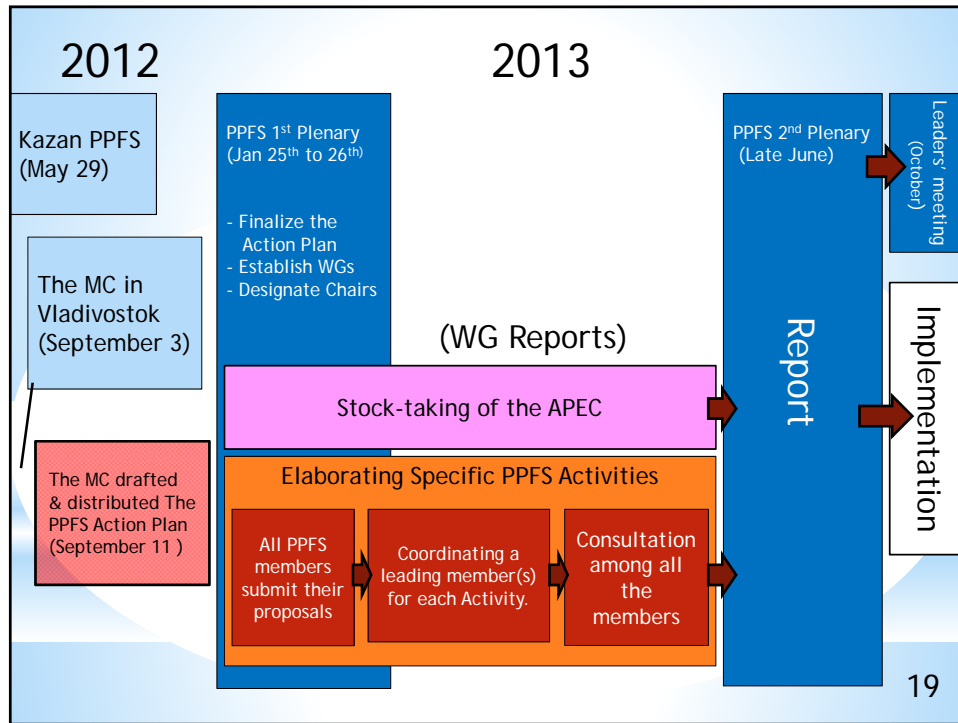 2012
2013
Kazan PPFS
(May 29)
The MC in
Vladivostok
(September 3)
The MC drafted
& distributed The
PPFS Action Plan
(September 11 )
PPFS 1st Plenary
(Jan 25th to 26th)
- Finalize the
Action Plan
- Establish WGs
- Designate Chairs
(WG Reports)
Stock-taking of the APEC
Elaborating Specific PPFS Activities
All PPFS
members
submit their
proposals
Coordinating a
leading member(s)
for each Activity.
Consultation
among all
the
members
PPFS 2nd Plenary
(Late June)
Report
Leaders' meeting
(October)
Implementation
19